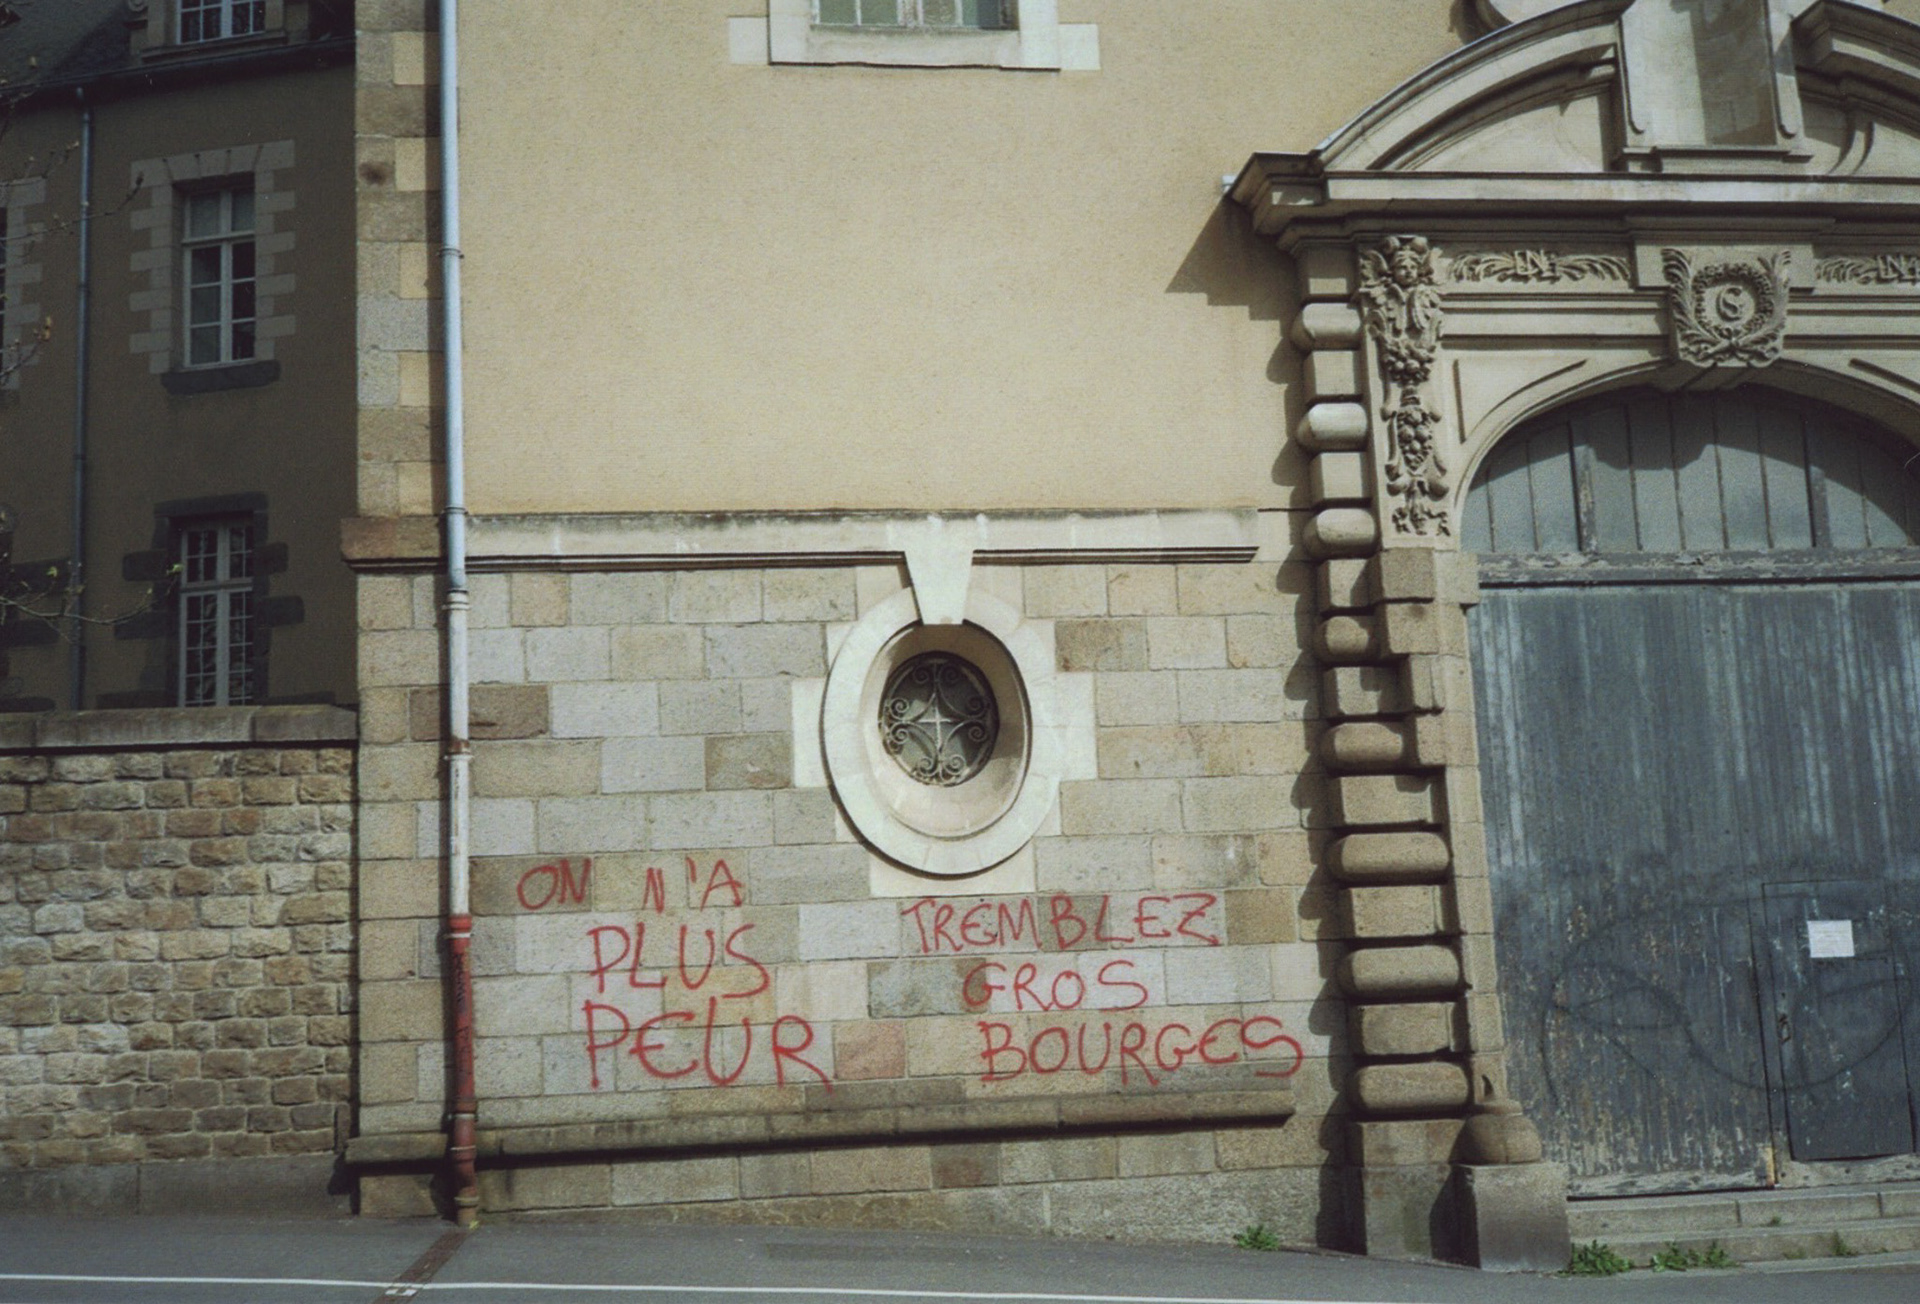 ON N'A
PLUS
PEUR
TREMBLEZ
GROS
BOURGES
S